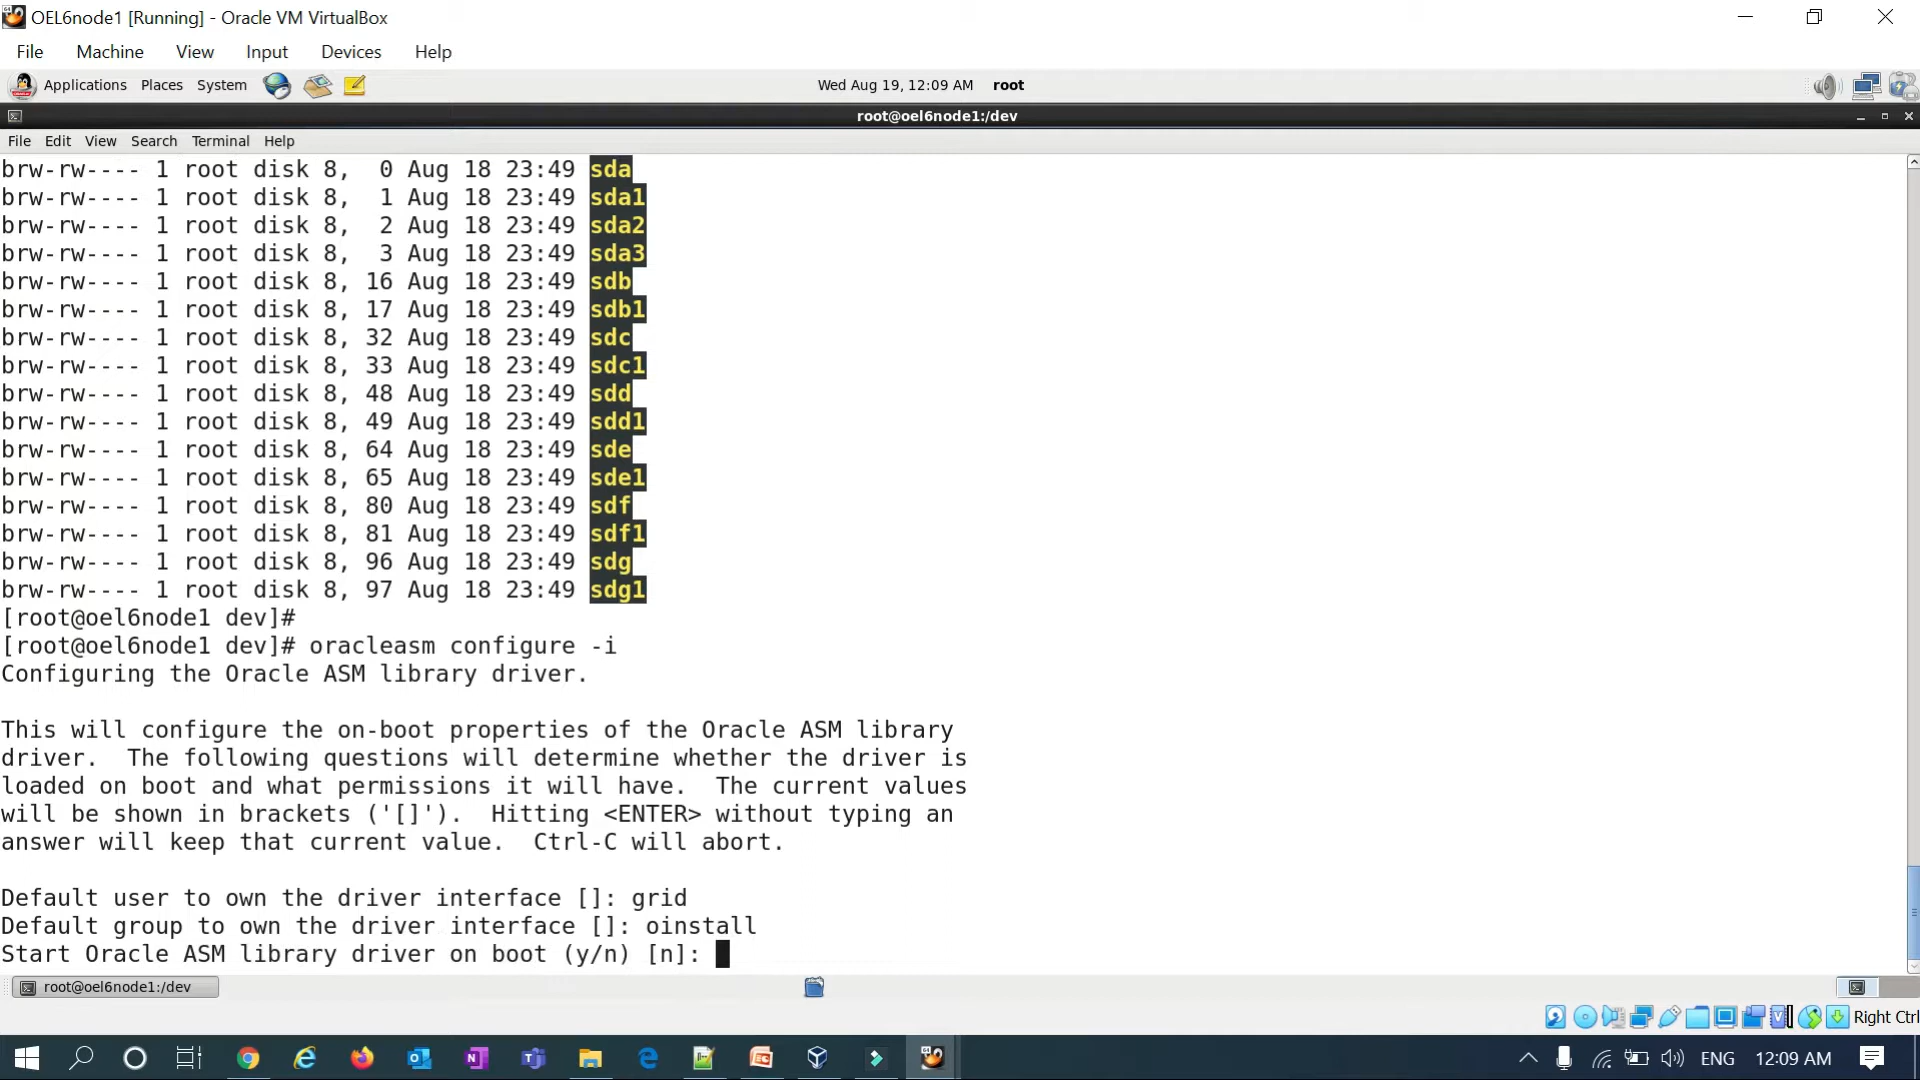 OEL6node1 [Running] - Oracle VM VirtualBox
File Machine View Input Devices Help
Applications Places System Wed Aug 19, 12:09 AM root
root@oel6node1:/dev
File Edit View Search Terminal Help
brw-rw---- 1 root disk 8,  0 Aug 18 23:49 sda
brw-rw---- 1 root disk 8,  1 Aug 18 23:49 sda1
brw-rw---- 1 root disk 8,  2 Aug 18 23:49 sda2
brw-rw---- 1 root disk 8,  3 Aug 18 23:49 sda3
brw-rw---- 1 root disk 8, 16 Aug 18 23:49 sdb
brw-rw---- 1 root disk 8, 17 Aug 18 23:49 sdb1
brw-rw---- 1 root disk 8, 32 Aug 18 23:49 sdc
brw-rw---- 1 root disk 8, 33 Aug 18 23:49 sdc1
brw-rw---- 1 root disk 8, 48 Aug 18 23:49 sdd
brw-rw---- 1 root disk 8, 49 Aug 18 23:49 sdd1
brw-rw---- 1 root disk 8, 64 Aug 18 23:49 sde
brw-rw---- 1 root disk 8, 65 Aug 18 23:49 sde1
brw-rw---- 1 root disk 8, 80 Aug 18 23:49 sdf
brw-rw---- 1 root disk 8, 81 Aug 18 23:49 sdf1
brw-rw---- 1 root disk 8, 96 Aug 18 23:49 sdg
brw-rw---- 1 root disk 8, 97 Aug 18 23:49 sdg1
[root@oel6node1 dev]#
[root@oel6node1 dev]# oracleasm configure -i
Configuring the Oracle ASM library driver.
This will configure the on-boot properties of the Oracle ASM library
driver.  The following questions will determine whether the driver is
loaded on boot and what permissions it will have.  The current values
will be shown in brackets ('[]').  Hitting <ENTER> without typing an
answer will keep that current value.  Ctrl-C will abort.
Default user to own the driver interface []: grid
Default group to own the driver interface []: oinstall
Start Oracle ASM library driver on boot (y/n) [n]:
root@oel6node1:/dev
Right Ctrl
ENG 12:09 AM